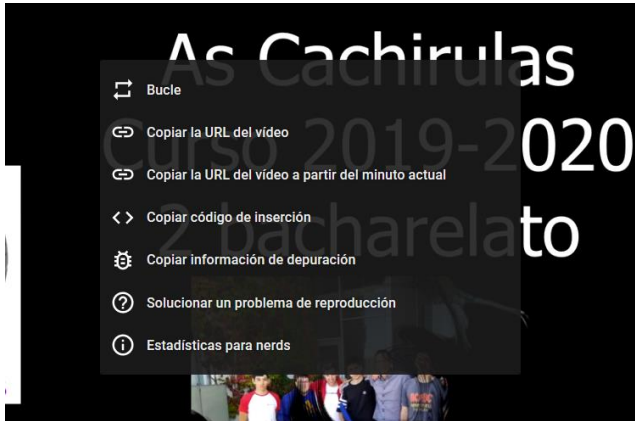 As Cachirulas
Curso 2019-2020
2 bacharelato
Bucle
Copiar la URL del vídeo
Copiar la URL del vídeo a partir del minuto actual
Copiar código de inserción
Copiar información de depuración
Solucionar un problema de reproducción
Estadísticas para nerds